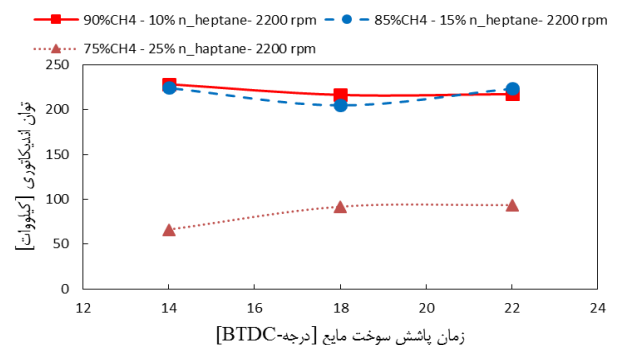 90%CH4 - 10% n_heptane- 2200 rpm
85%CH4 - 15% n_heptane- 2200 rpm
75%CH4 - 25% n_haptane - 2200 rpm
توان اندیکاتوری [کیلووات]
250
200
150
100
50
0
12
14
16
18
20
22
24
زمان پاشش سوخت مایع [درجه-BTDC]